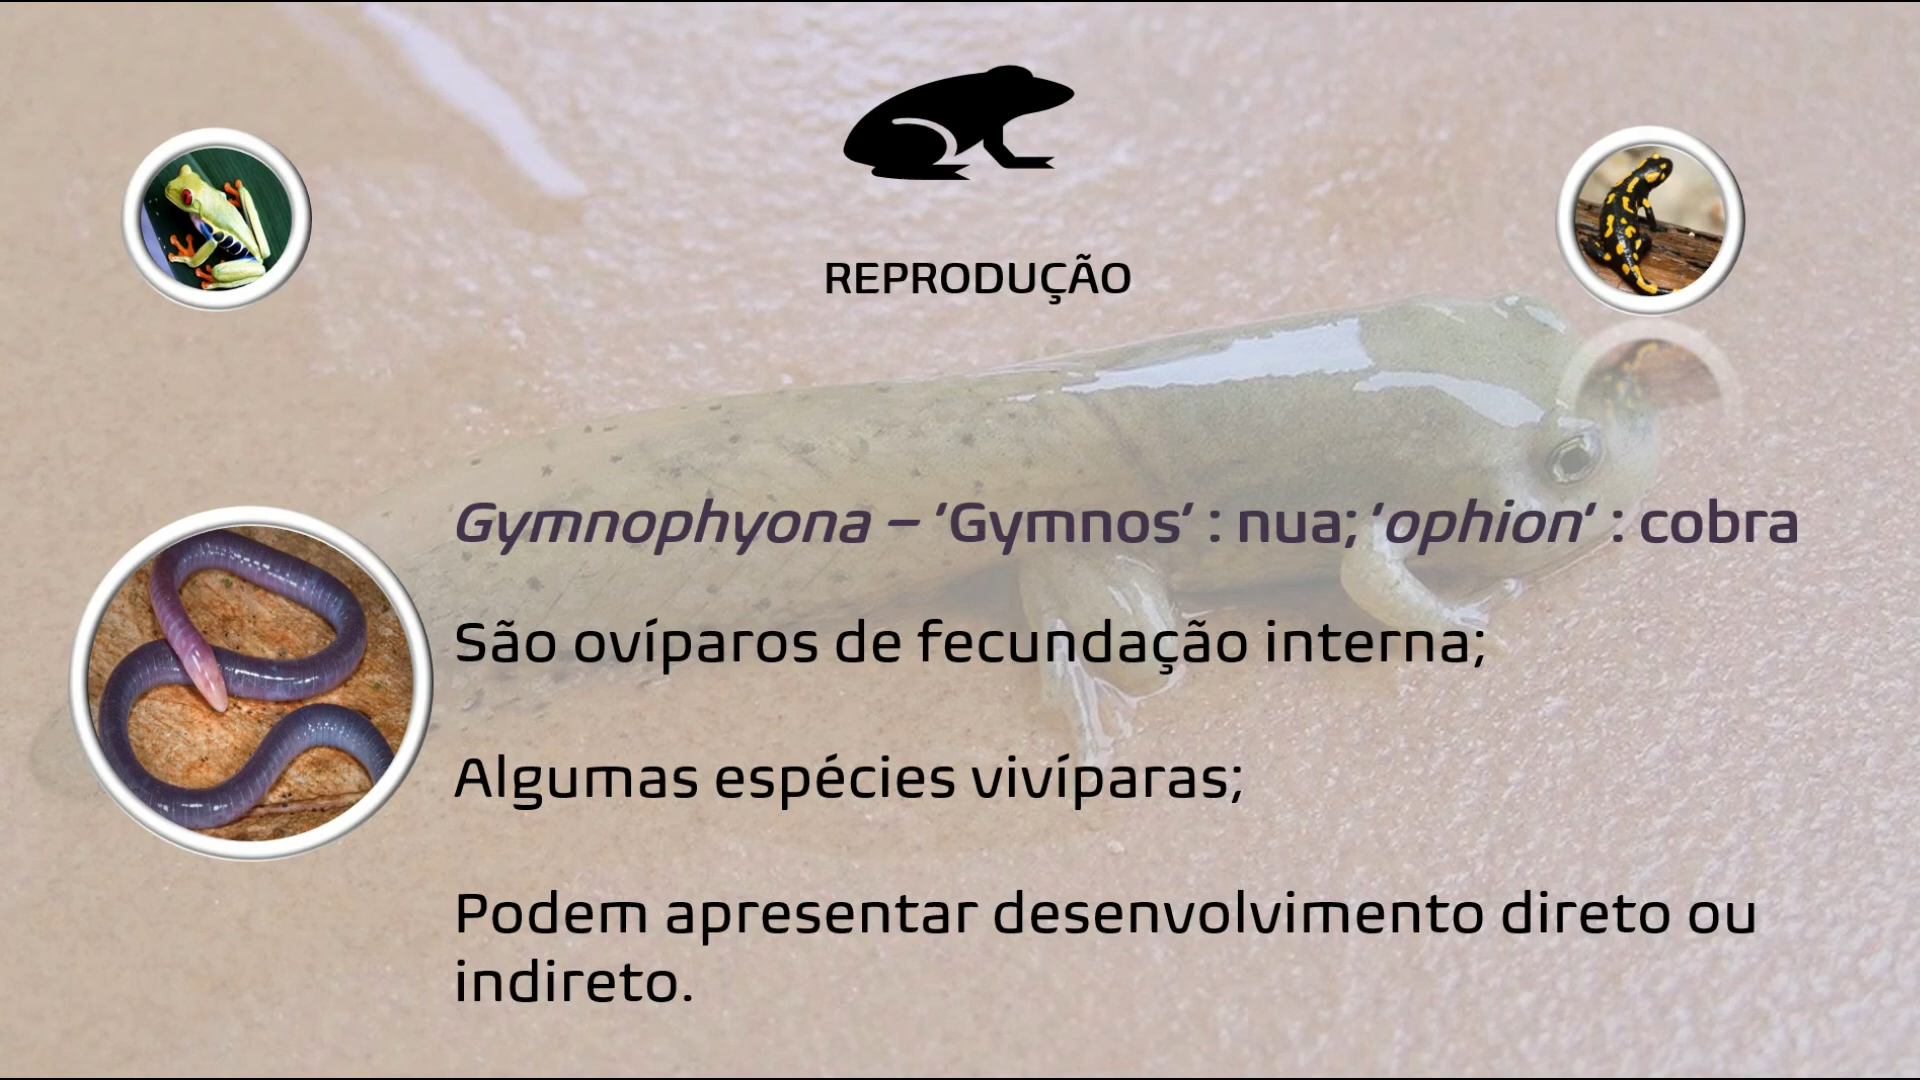 REPRODUÇÃO
Gymnophyona – ‘Gymnos‘ : nua; ‘ophion‘ : cobra
São ovíparos de fecundação interna;
Algumas espécies vivíparas;
Podem apresentar desenvolvimento direto ou
indireto.